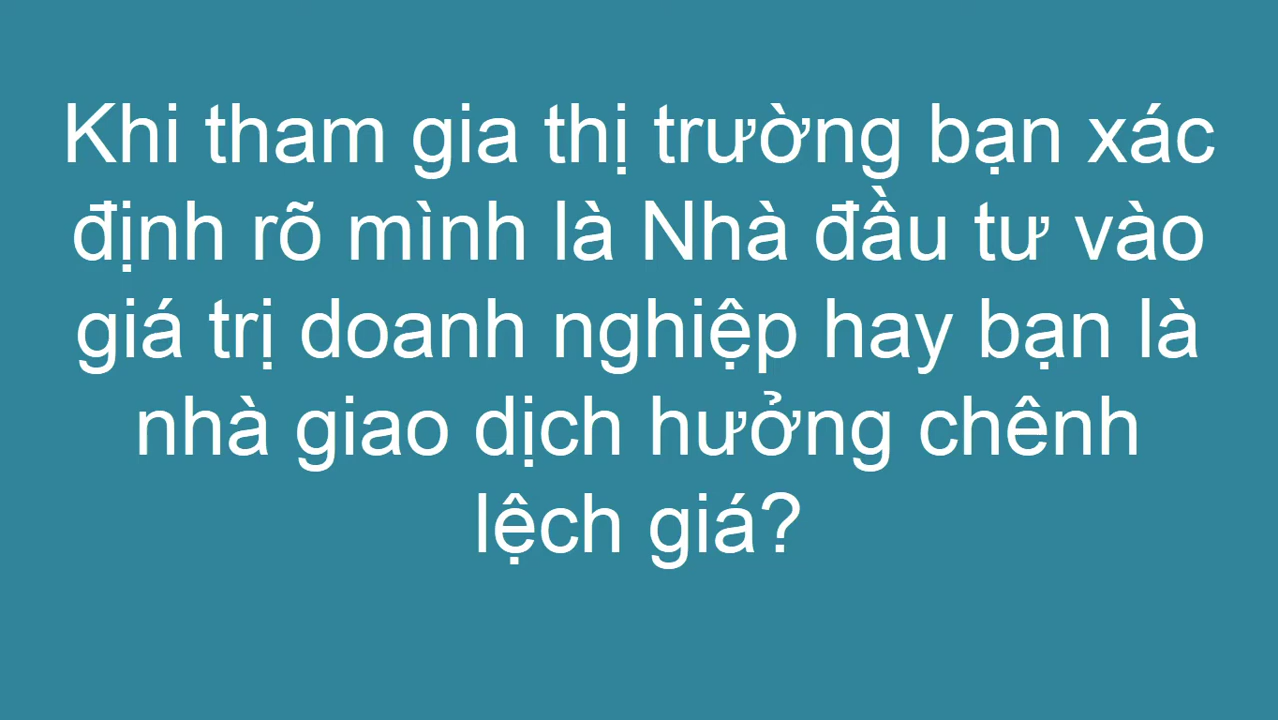 Khi tham gia thị trường bạn xác
định rõ mình là Nhà đầu tư vào
giá trị doanh nghiệp hay bạn là
nhà giao dịch hưởng chênh
lệch giá?